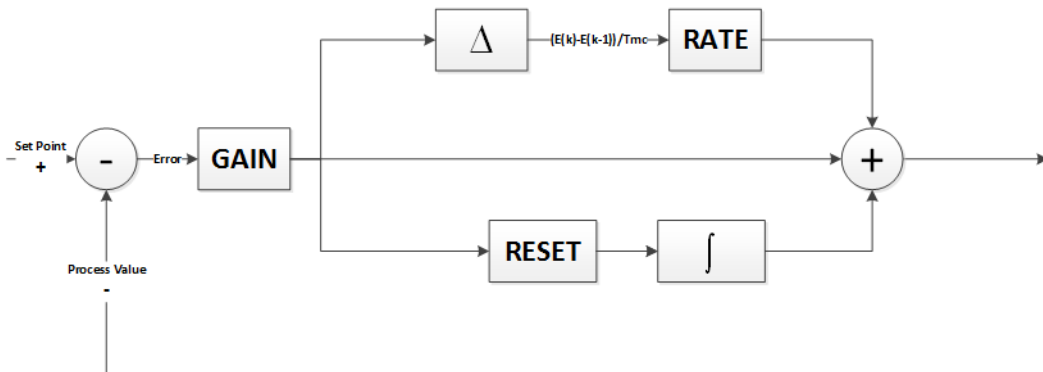 Δ
(E(k)-E(k-1))/Tmc
RATE
Set Point
+
-
Error
GAIN
+
RESET
∫
Process Value
-